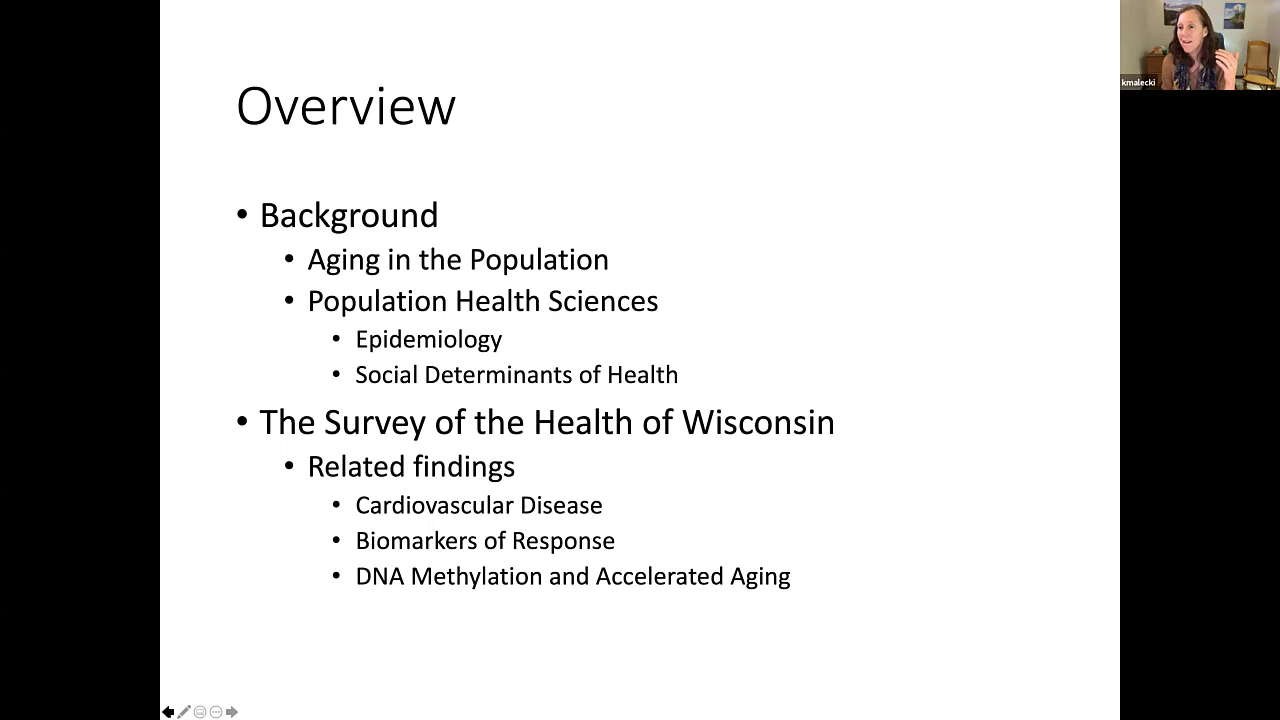 Overview
• Background
• Aging in the Population
• Population Health Sciences
• Epidemiology
• Social Determinants of Health
• The Survey of the Health of Wisconsin
• Related findings
• Cardiovascular Disease
• Biomarkers of Response
• DNA Methylation and Accelerated Aging
kmalecki